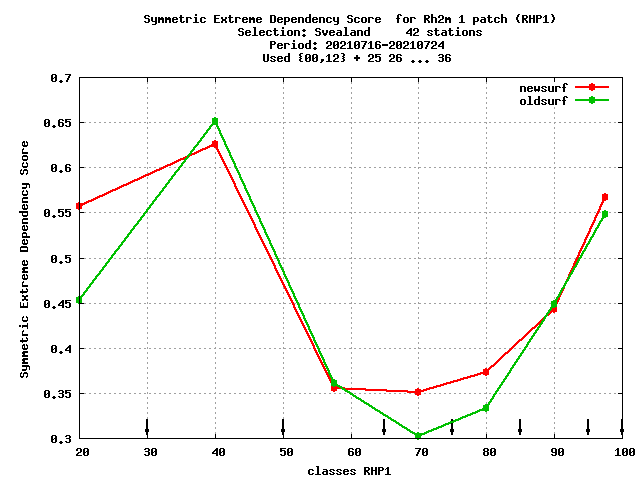 Symmetric Extreme Dependency Score  for Rh2m 1 patch (RHP1)
Selection: Svealand     42 stations
Period: 20210716-20210724
Used {00,12} + 25 26 ... 36
newsurf
oldsurf
Symmetric Extreme Dependency Score
0.7
0.65
0.6
0.55
0.5
0.45
0.4
0.35
0.3
20 30 40 50 60 70 80 90 100
classes RHP1